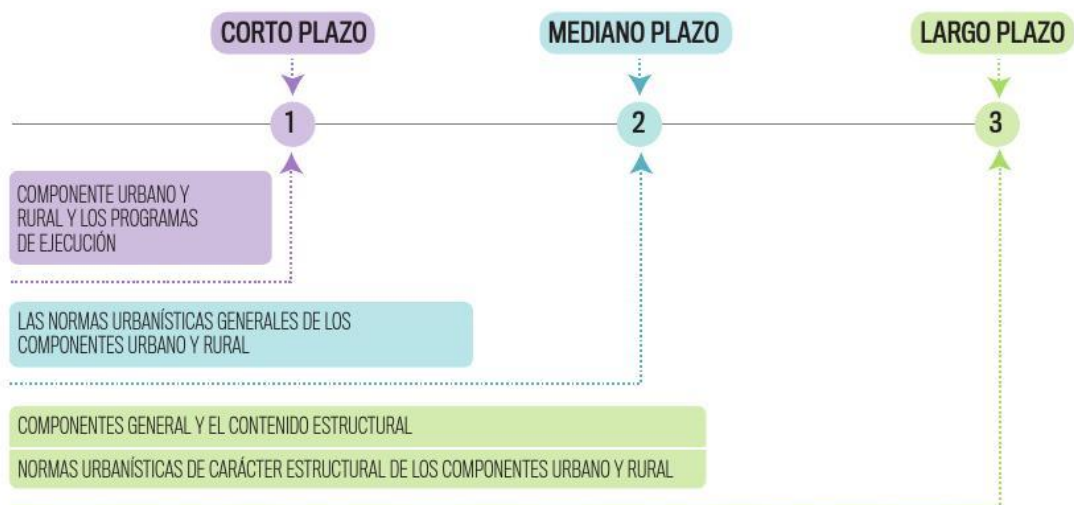 CORTO PLAZO
MEDIANO PLAZO
LARGO PLAZO
1
2
3
COMPONENTE URBANO Y
RURAL Y LOS PROGRAMAS
DE EJECUCIÓN
LAS NORMAS URBANÍSTICAS GENERALES DE LOS
COMPONENTES URBANO Y RURAL
COMPONENTES GENERAL Y EL CONTENIDO ESTRUCTURAL
NORMAS URBANÍSTICAS DE CARÁCTER ESTRUCTURAL DE LOS COMPONENTES URBANO Y RURAL